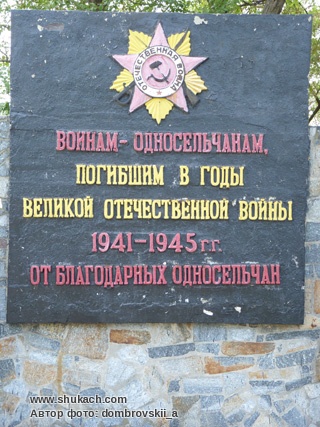 ОТЕЧЕСТВЕННАЯ ВОЙНА
ВОИНАМ-ОДНОСЕЛЬЧАНАМ,
ПОГИБШИМ В ГОДЫ
ВЕЛИКОЙ ОТЕЧЕСТВЕННОЙ ВОЙНЫ
1941-1945 г.г.
ОТ БЛАГОДАРНЫХ ОДНОСЕЛЬЧАН
www.shukach.com
Автор фото: dombrovskii_a